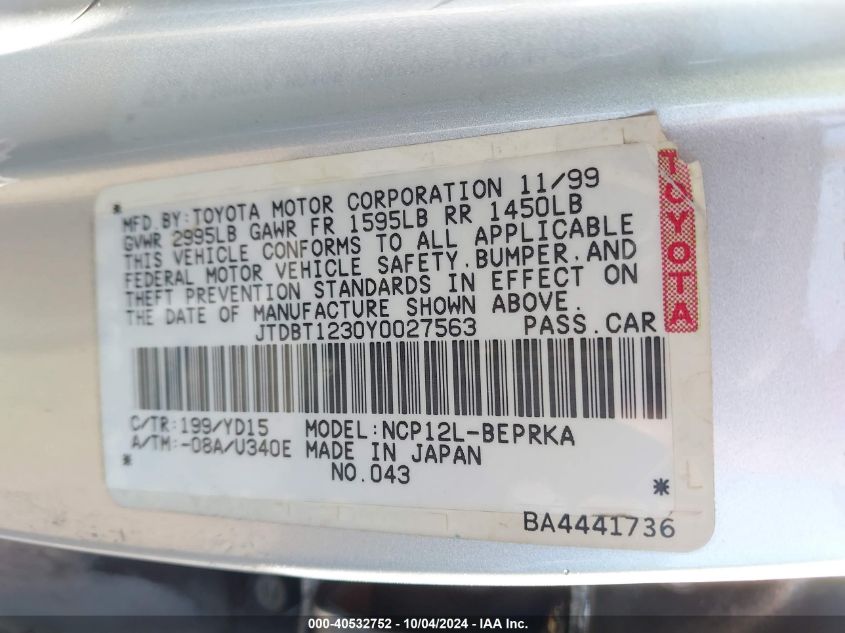 MFD.BY:TOYOTA MOTOR CORPORATION 11/99
GVWR 2995LB GAWR FR 1595LB RR 1450LB
THIS VEHICLE CONFORMS TO ALL APPLICABLE
FEDERAL MOTOR VEHICLE SAFETY,BUMPER,AND
THEFT PREVENTION STANDARDS IN EFFECT ON
THE DATE OF MANUFACTURE SHOWN ABOVE.
JTDBT1230Y0027563 PASS.CAR
TOYOTA
C/TR:199/YD15 MODEL:NCP12L-BEPRKA
A/TM:-08A/U340E MADE IN JAPAN
NO.043
BA4441736
000-40532752 - 10/04/2024 - IAA Inc.